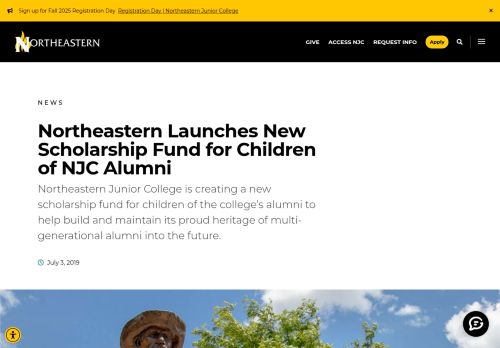 Sign up for Fall 2025 Registration Day Registration Day | Northeastern Junior College ×
NORTHEASTERN GIVE ACCESS NJC REQUEST INFO Apply
NEWS
Northeastern Launches New
Scholarship Fund for Children
of NJC Alumni
Northeastern Junior College is creating a new
scholarship fund for children of the college's alumni to
help build and maintain its proud heritage of multi-
generational alumni into the future.
July 3, 2019